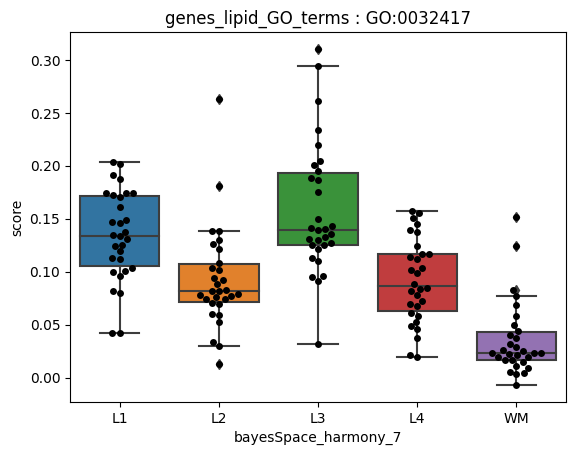 genes_lipid_GO_terms : GO:0032417
score
0.30
0.25
0.20
0.15
0.10
0.05
0.00
L1 L2 L3 L4 WM
bayesSpace_harmony_7